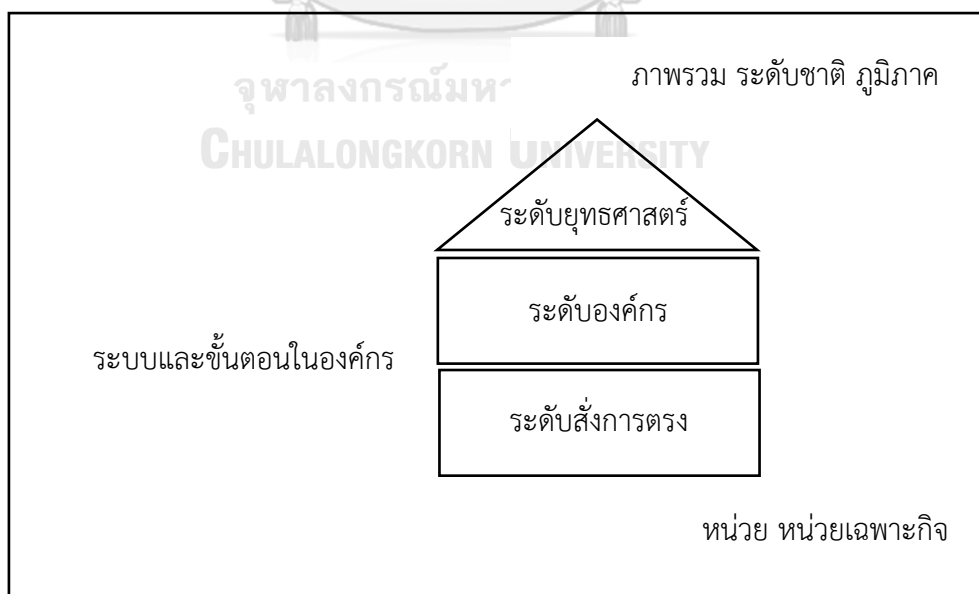 ภาพรวม ระดับชาติ ภูมิภาค
จุฬาลงกรณ์มหา
CHULALONGKORN UNIVERSITY
ระดับยุทธศาสตร์
ระดับองค์กร
ระบบและขั้นตอนในองค์กร
ระดับสั่งการตรง
หน่วย หน่วยเฉพาะกิจ